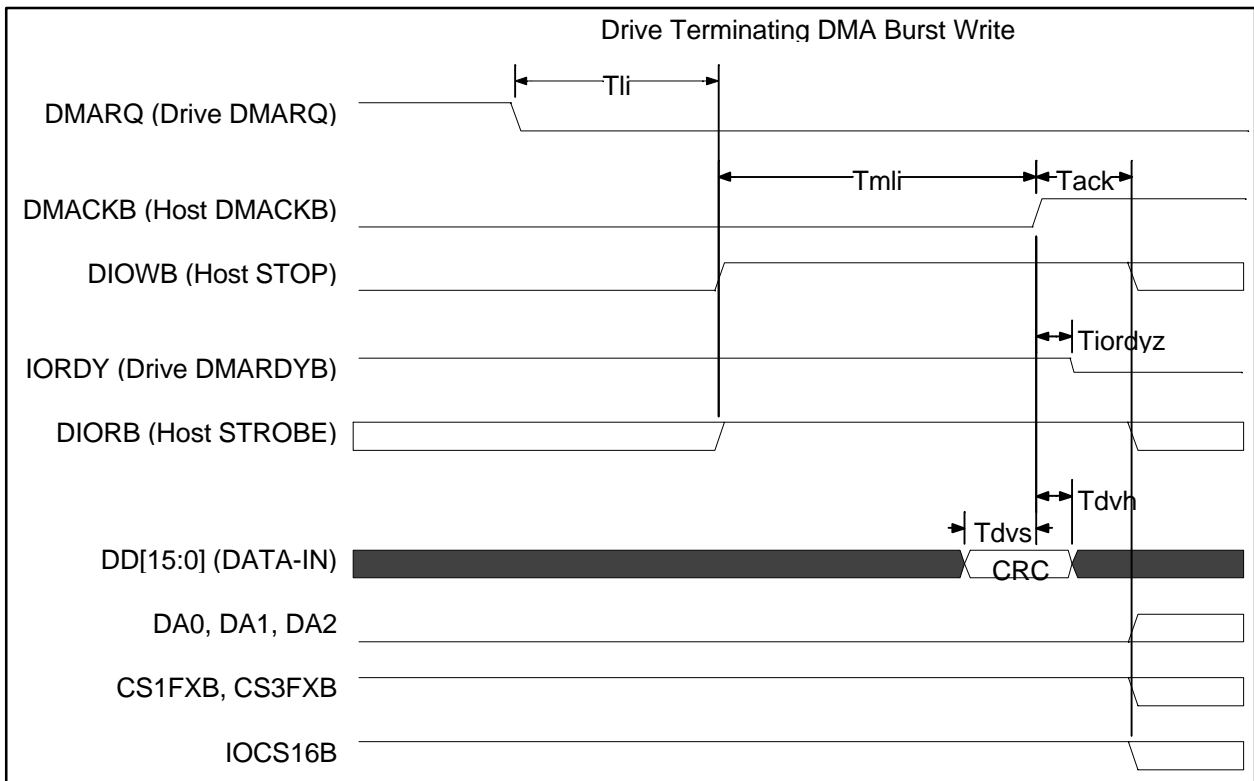 Drive Terminating DMA Burst Write
Tli
DMARQ (Drive DMARQ)
Tmli
Tack
DMACKB (Host DMACKB)
DIOWB (Host STOP)
Tiordyz
IORDY (Drive DMARDYB)
DIORB (Host STROBE)
Tdvh
Tdvs
DD[15:0] (DATA-IN)
CRC
DA0, DA1, DA2
CS1FXB, CS3FXB
IOCS16B